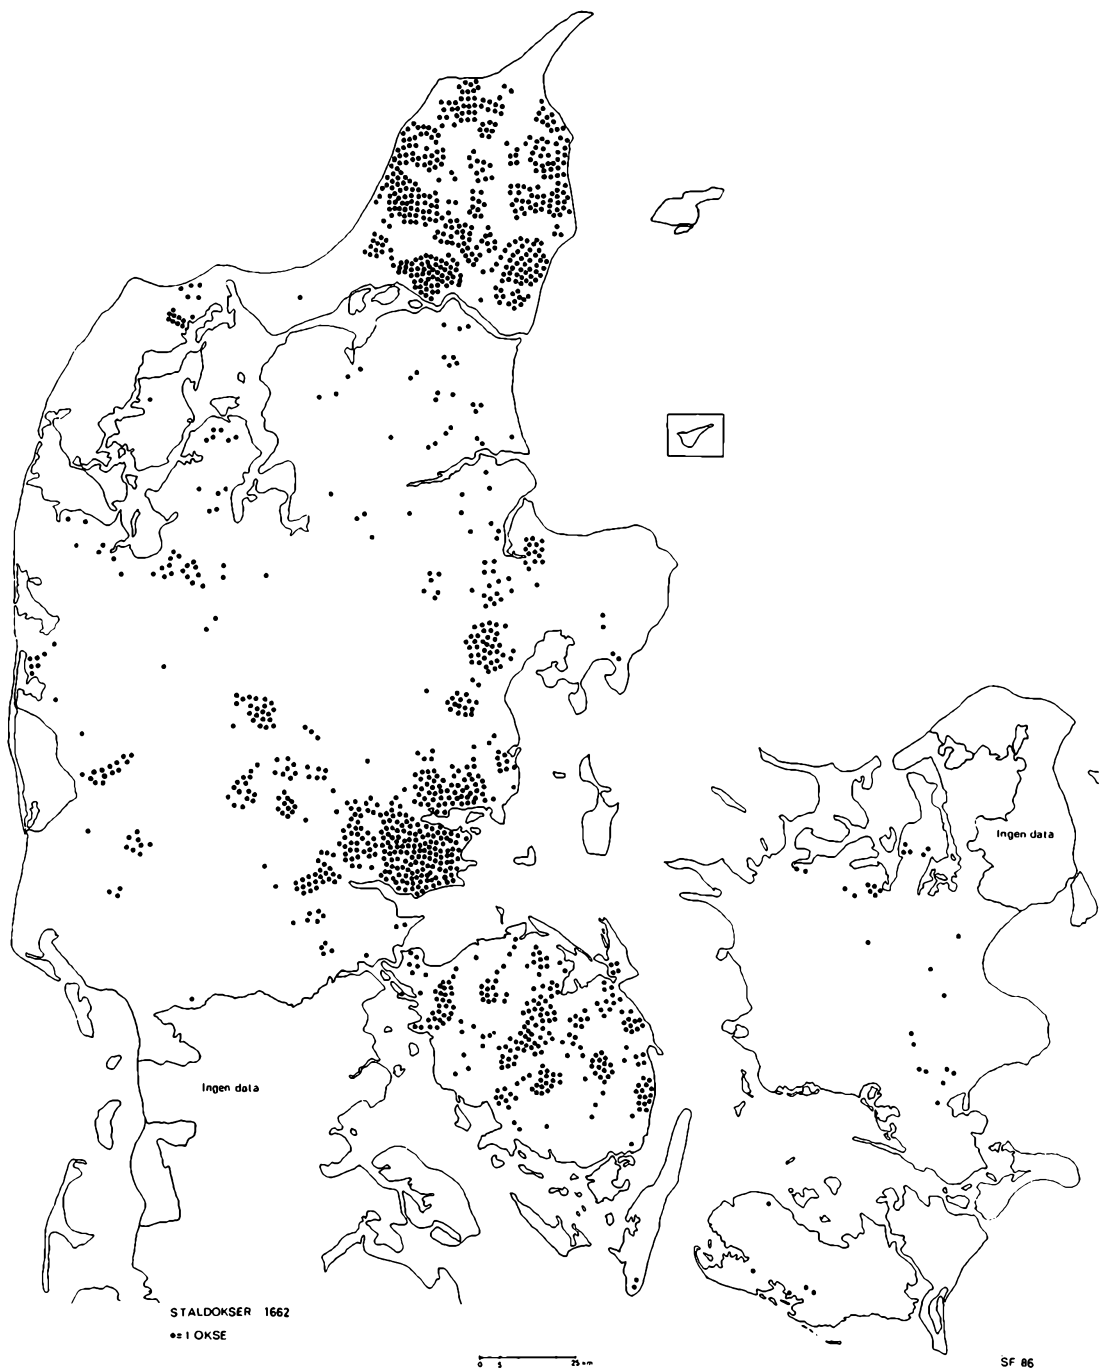 Ingen data
Ingen data
STALDOKSER 1662
●= 1 OKSE
0 5 25 km
SF 86